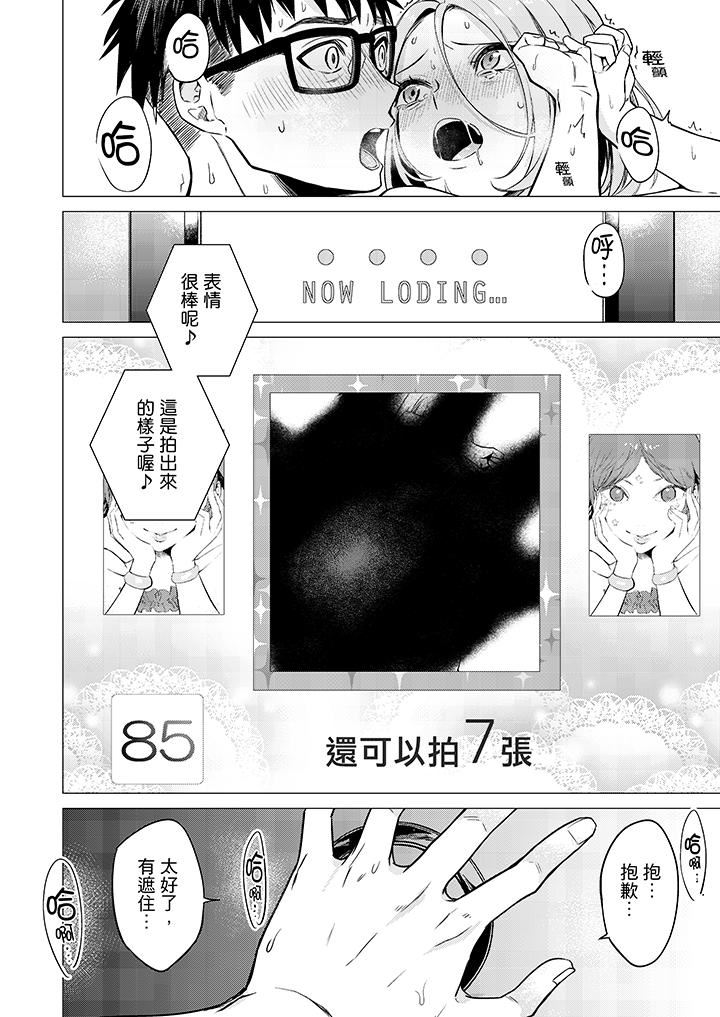 輕顫
哈
哈
哈
輕顫
呼…
NOW LODING...
表情
很棒呢♪
這是拍出來
的樣子喔♪
85
還可以拍7張
抱…
抱歉…
哈啊…
哈啊…
太好了，
有遮住…
哈啊…
哈啊…